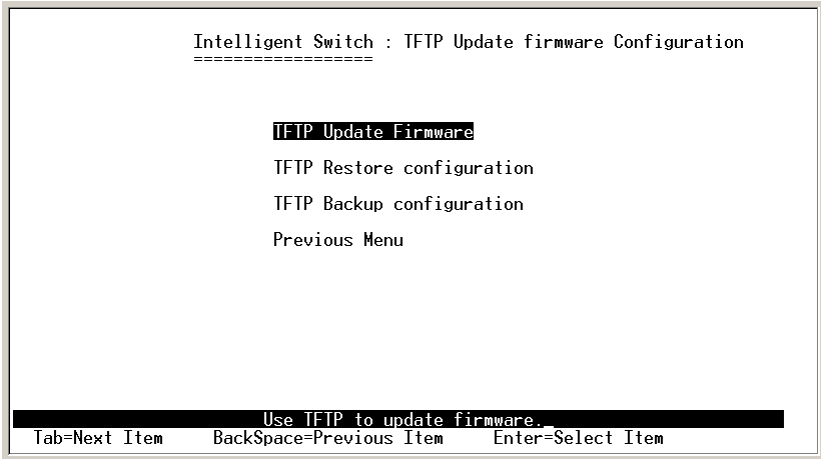 Intelligent Switch : TFTP Update firmware Configuration
==================
TFTP Update Firmware
TFTP Restore configuration
TFTP Backup configuration
Previous Menu
Use TFTP to update firmware._
Tab=Next Item BackSpace=Previous Item Enter=Select Item